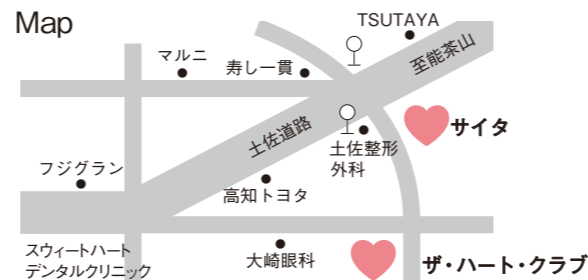 Map
TSUTAYA
至能茶山
マルニ
寿し一貫
サイタ
土佐道路
土佐整形
外科
フジグラン
高知トヨタ
スウィートハート
デンタルクリニック
大崎眼科
ザ・ハート・クラブ